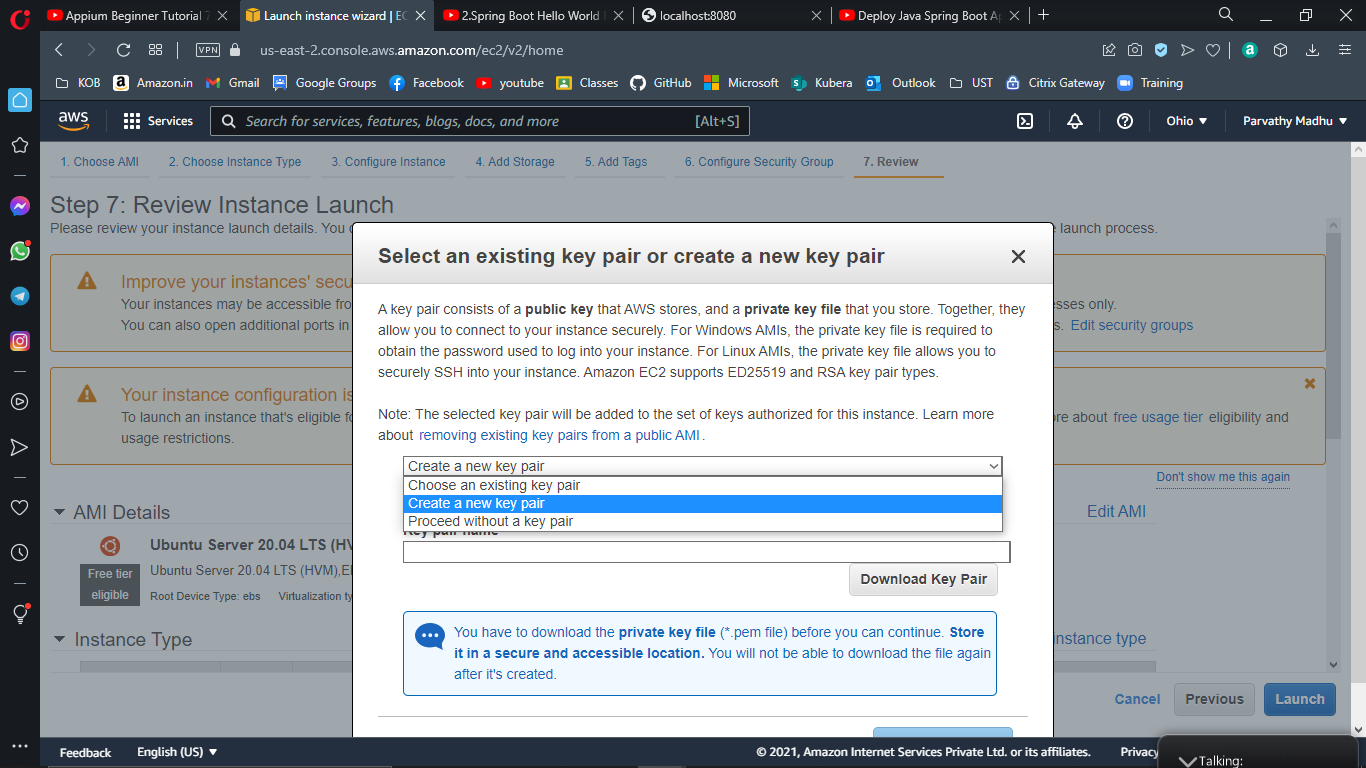 Appium Beginner Tutorial 7
Launch instance wizard | EC
2.Spring Boot Hello World
localhost:8080
Deploy Java Spring Boot Ap
VPN
us-east-2.console.aws.amazon.com/ec2/v2/home
KOB
Amazon.in
Gmail
Google Groups
Facebook
youtube
Classes
GitHub
Microsoft
Kubera
Outlook
UST
Citrix Gateway
Training
aws
Services
Search for services, features, blogs, docs, and more
[Alt+S]
Ohio
Parvathy Madhu
1. Choose AMI
2. Choose Instance Type
3. Configure Instance
4. Add Storage
5. Add Tags
6. Configure Security Group
7. Review
Step 7: Review Instance Launch
Please review your instance launch details. You c
launch process.
Improve your instances' secu
Your instances may be accessible fro
sses only.
You can also open additional ports in
s. Edit security groups
Your instance configuration is
To launch an instance that's eligible fo
re about free usage tier eligibility and
usage restrictions.
Don't show me this again
AMI Details
Edit AMI
Ubuntu Server 20.04 LTS (HV
Free tier
eligible
Ubuntu Server 20.04 LTS (HVM),E
Root Device Type: ebs
Virtualization ty
Instance Type
instance type
Select an existing key pair or create a new key pair
A key pair consists of a public key that AWS stores, and a private key file that you store. Together, they
allow you to connect to your instance securely. For Windows AMIs, the private key file is required to
obtain the password used to log into your instance. For Linux AMIs, the private key file allows you to
securely SSH into your instance. Amazon EC2 supports ED25519 and RSA key pair types.
Note: The selected key pair will be added to the set of keys authorized for this instance. Learn more
about removing existing key pairs from a public AMI.
Create a new key pair
Choose an existing key pair
Create a new key pair
Proceed without a key pair
Key pair name
Download Key Pair
You have to download the private key file (*.pem file) before you can continue. Store
it in a secure and accessible location. You will not be able to download the file again
after it's created.
Cancel
Previous
Launch
Feedback
English (US)
© 2021, Amazon Internet Services Private Ltd. or its affiliates.
Privacy
Talking: